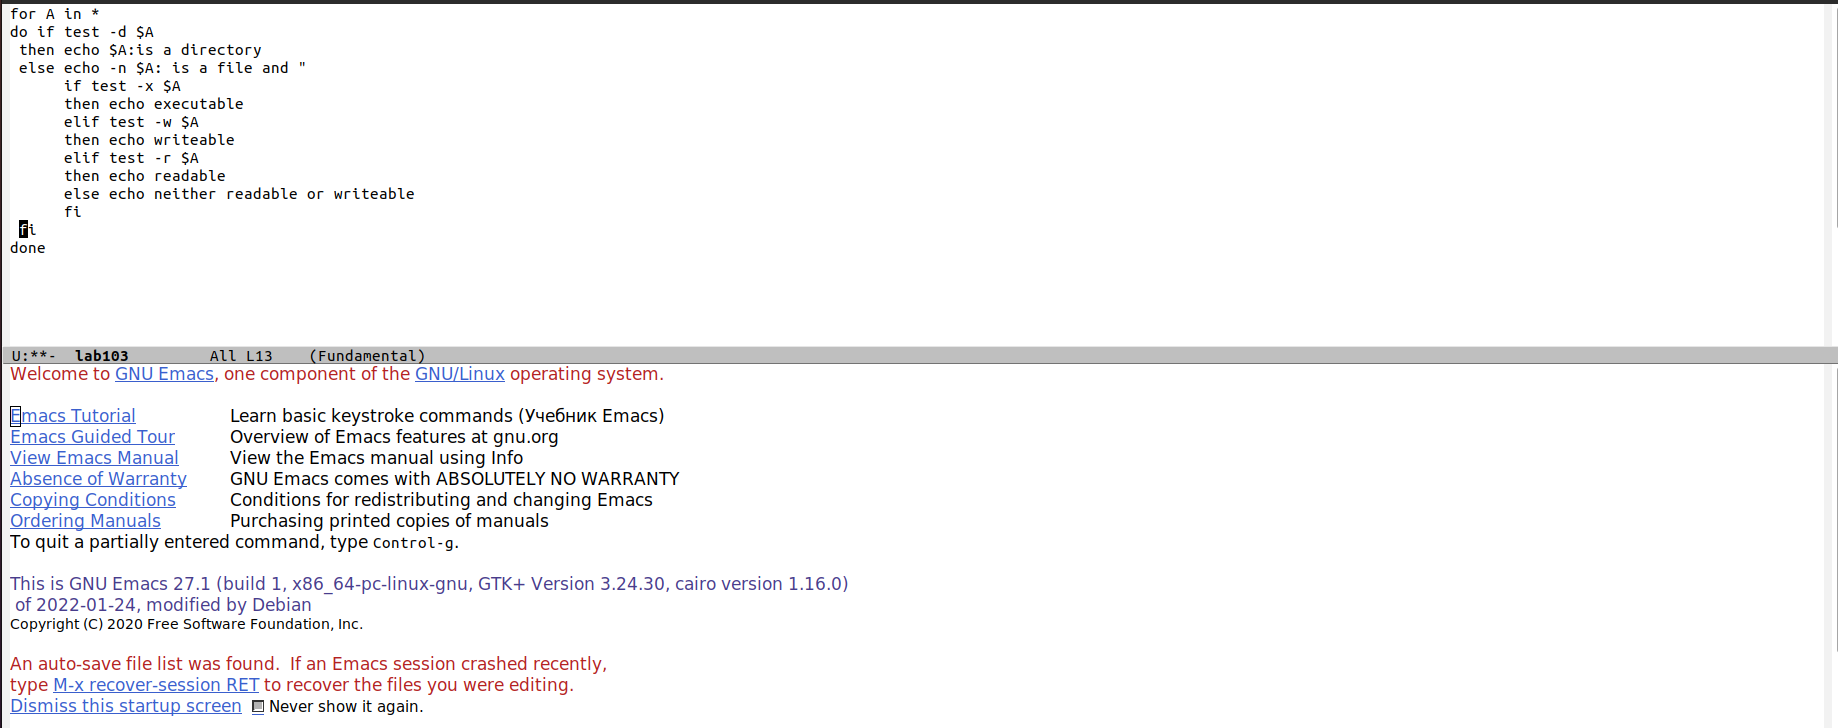 for A in *
do if test -d $A
 then echo $A:is a directory
 else echo -n $A: is a file and "
      if test -x $A
      then echo executable
      elif test -w $A
      then echo writeable
      elif test -r $A
      then echo readable
      else echo neither readable or writeable
      fi
 fi
done
U:**-  lab103         All L13    (Fundamental)
Welcome to GNU Emacs, one component of the GNU/Linux operating system.
Emacs Tutorial Learn basic keystroke commands (Учебник Emacs)
Emacs Guided Tour Overview of Emacs features at gnu.org
View Emacs Manual View the Emacs manual using Info
Absence of Warranty GNU Emacs comes with ABSOLUTELY NO WARRANTY
Copying Conditions Conditions for redistributing and changing Emacs
Ordering Manuals Purchasing printed copies of manuals
To quit a partially entered command, type Control-g.
This is GNU Emacs 27.1 (build 1, x86_64-pc-linux-gnu, GTK+ Version 3.24.30, cairo version 1.16.0)
 of 2022-01-24, modified by Debian
Copyright (C) 2020 Free Software Foundation, Inc.
An auto-save file list was found.  If an Emacs session crashed recently,
type M-x recover-session RET to recover the files you were editing.
Dismiss this startup screen Never show it again.